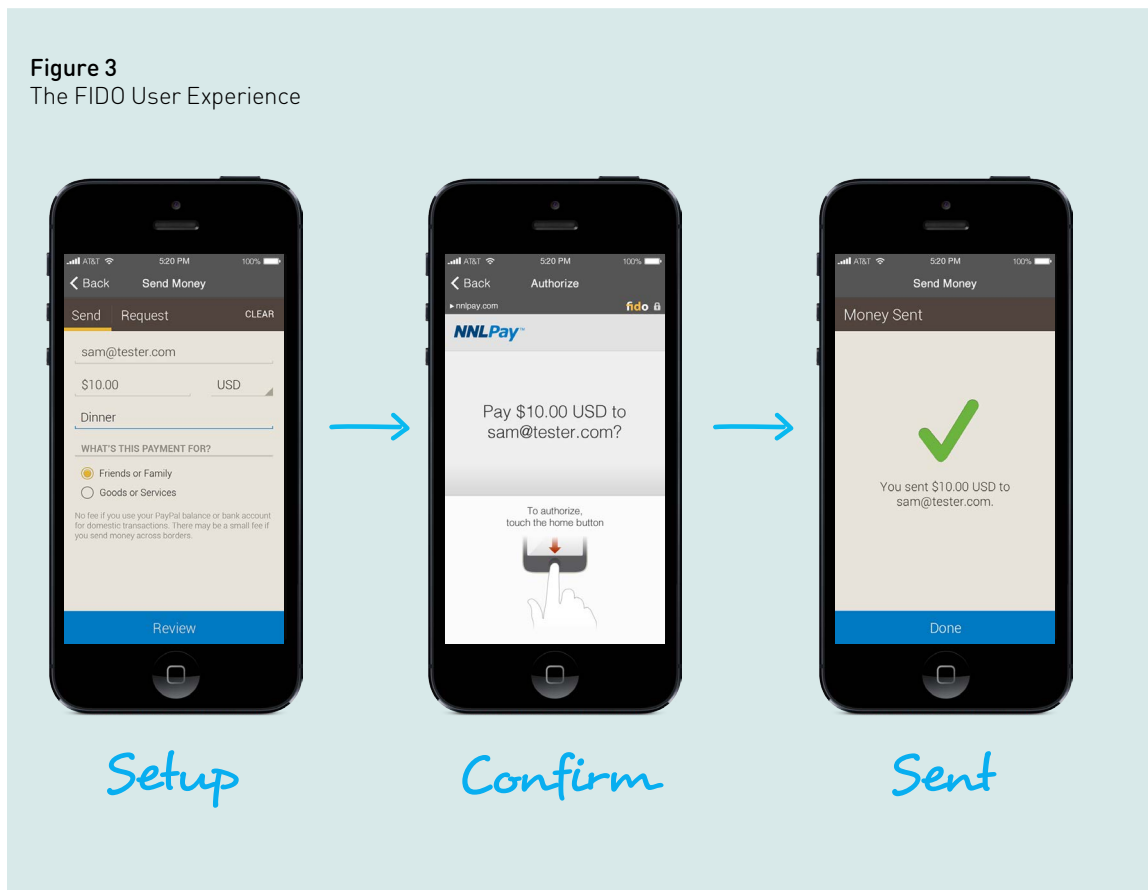 Figure 3
The FIDO User Experience
AT&T 5:20 PM 100%
Back Send Money
Send Request CLEAR
sam@tester.com
$10.00 USD
Dinner
WHAT'S THIS PAYMENT FOR?
Friends or Family
Goods or Services
No fee if you use your PayPal balance or bank account
for domestic transactions. There may be a small fee if
you send money across borders.
Review
Setup
AT&T 5:20 PM 100%
Back Authorize
nnlpay.com fido
NNLPay™
Pay $10.00 USD to
sam@tester.com?
To authorize,
touch the home button
Confirm
AT&T 5:20 PM 100%
Send Money
Money Sent
You sent $10.00 USD to
sam@tester.com.
Done
Sent